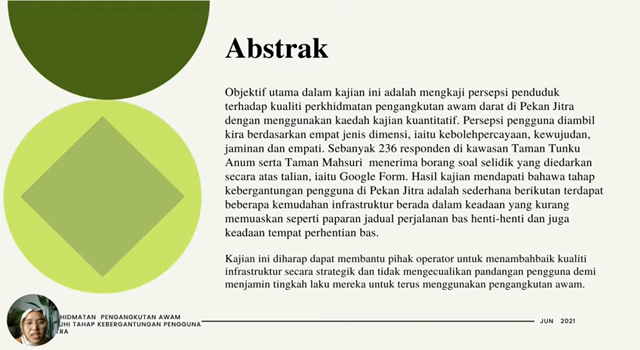 Abstrak
Objektif utama dalam kajian ini adalah mengkaji persepsi penduduk
terhadap kualiti perkhidmatan pengangkutan awam darat di Pekan Jitra
dengan menggunakan kaedah kajian kuantitatif. Persepsi pengguna diambil
kira berdasarkan empat jenis dimensi, iaitu kebolehpercayaan, kewujudan,
jaminan dan empati. Sebanyak 236 responden di kawasan Taman Tunku
Anum serta Taman Mahsuri menerima borang soal selidik yang diedarkan
secara atas talian, iaitu Google Form. Hasil kajian mendapati bahawa tahap
kebergantungan pengguna di Pekan Jitra adalah sederhana berikutan terdapat
beberapa kemudahan infrastruktur berada dalam keadaan yang kurang
memuaskan seperti paparan jadual perjalanan bas henti-henti dan juga
keadaan tempat perhentian bas.
Kajian ini diharap dapat membantu pihak operator untuk menambahbaik kualiti
infrastruktur secara strategik dan tidak mengecualikan pandangan pengguna demi
menjamin tingkah laku mereka untuk terus menggunakan pengangkutan awam.
HIDMATAN PENGANGKUTAN AWAM
UHI TAHAP KEBERGANTUNGAN PENGGUNA
TRA
JUN 2021